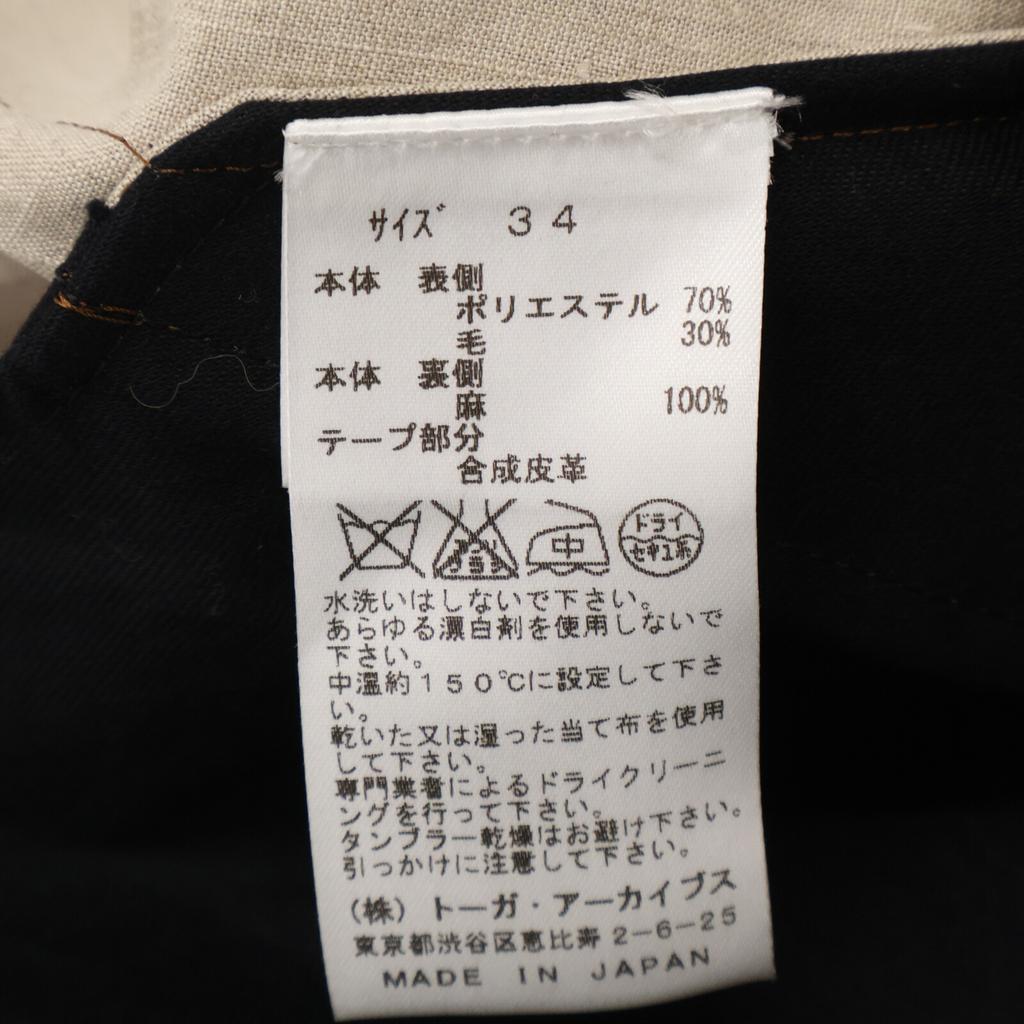 サイズ ３４
本体 表側
ポリエステル 70%
毛 30%
本体 裏側
麻 100%
テープ部分
合成皮革
中 ドライ
セキユ系
水洗いはしないで下さい。
あらゆる漂白剤を使用しないで
下さい。
中温約１５０℃に設定して下さ
い。
乾いた又は湿った当て布を使用
して下さい。
専門業者によるドライクリーニ
ングを行って下さい。
タンブラー乾燥はお避け下さい。
引っかけに注意して下さい。
（株）トーガ・アーカイブス
東京都渋谷区恵比寿２－６－２５
MADE IN JAPAN